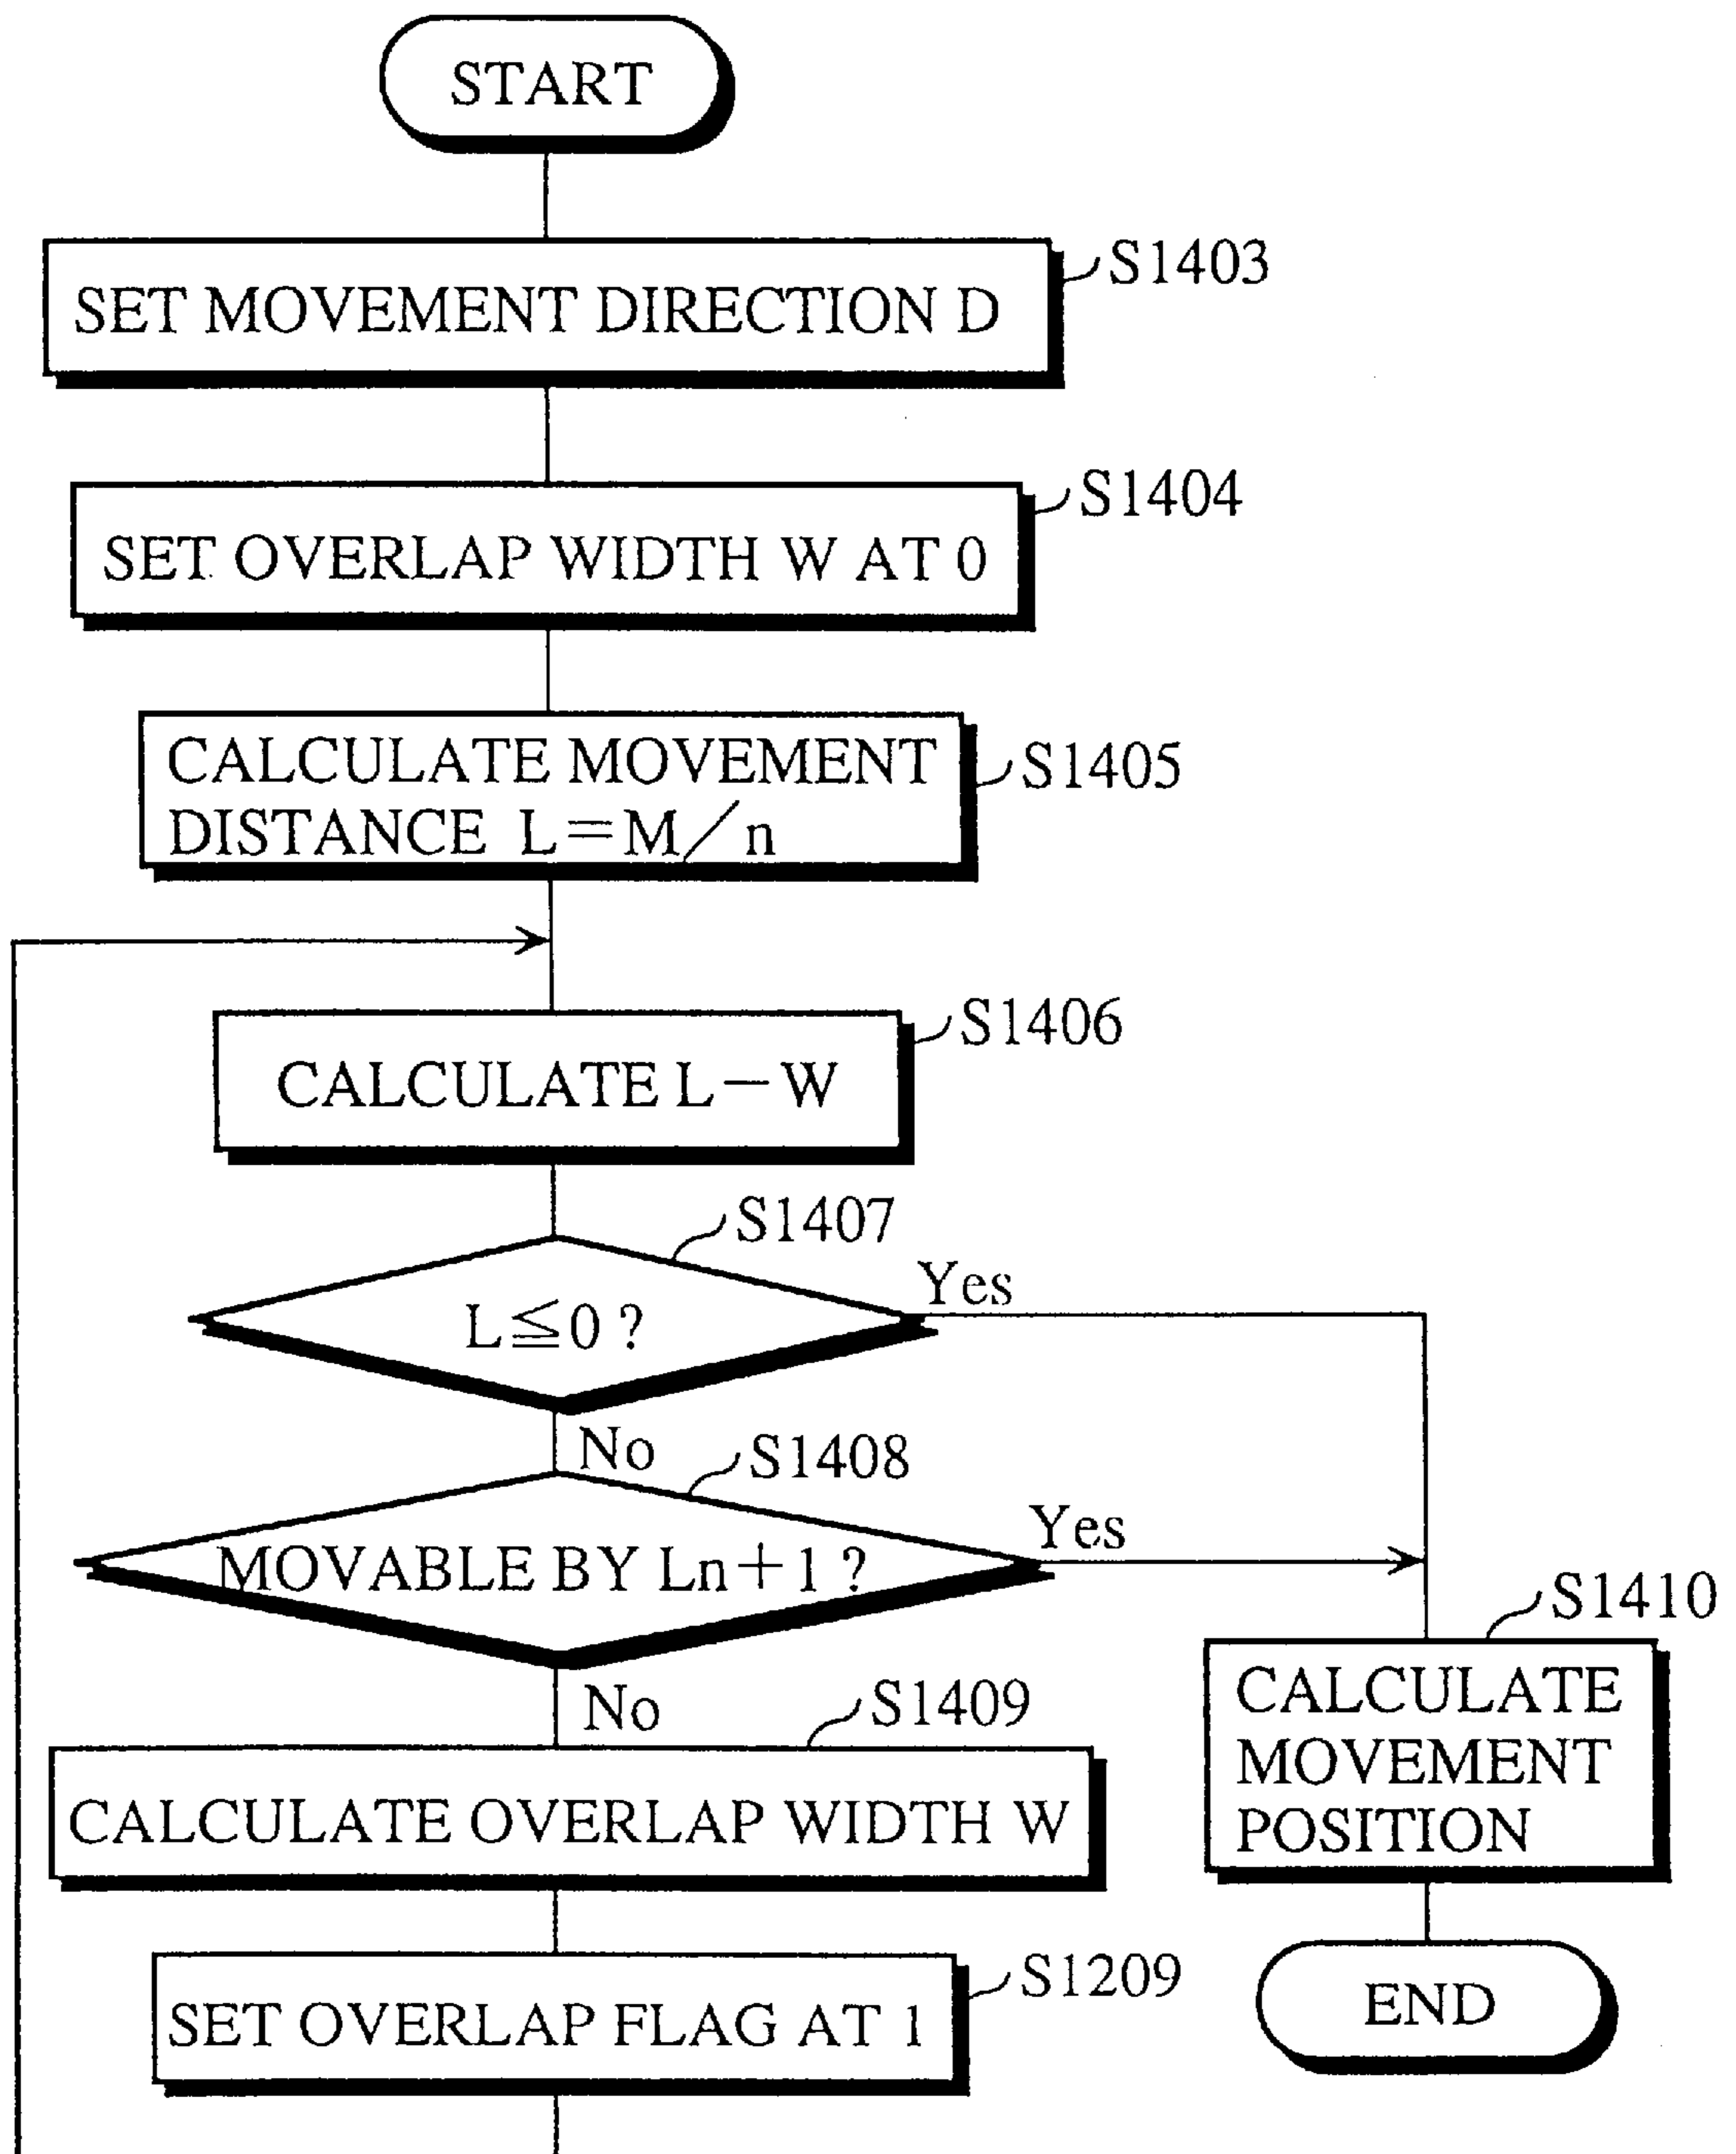 START
SET MOVEMENT DIRECTION D
S1403
SET OVERLAP WIDTH W AT 0
S1404
CALCULATE MOVEMENT
DISTANCE L=M/n
S1405
CALCULATE L−W
S1406
L≦0 ?
S1407
Yes
No
MOVABLE BY Ln+1 ?
S1408
Yes
No
CALCULATE OVERLAP WIDTH W
S1409
SET OVERLAP FLAG AT 1
S1209
CALCULATE
MOVEMENT
POSITION
S1410
END